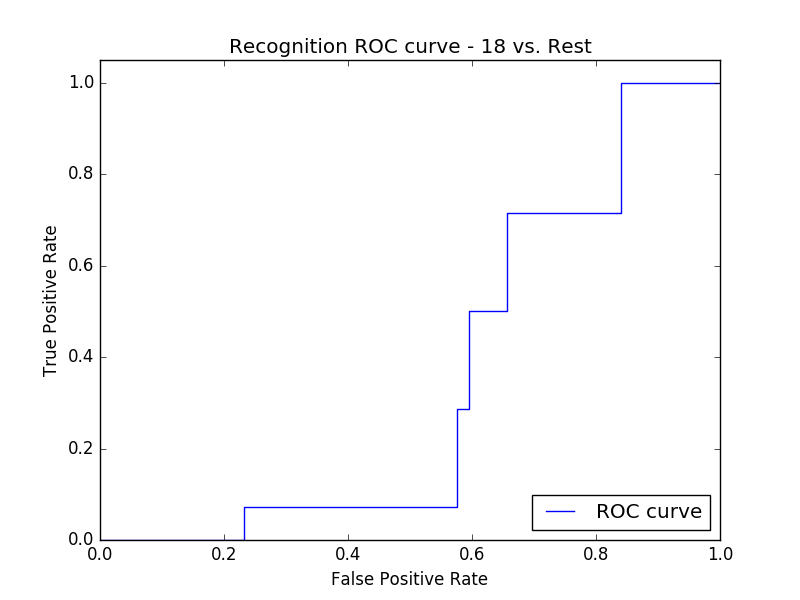 Recognition ROC curve - 18 vs. Rest
1.0
0.8
0.6
0.4
0.2
0.0
True Positive Rate
ROC curve
0.0 0.2 0.4 0.6 0.8 1.0
False Positive Rate